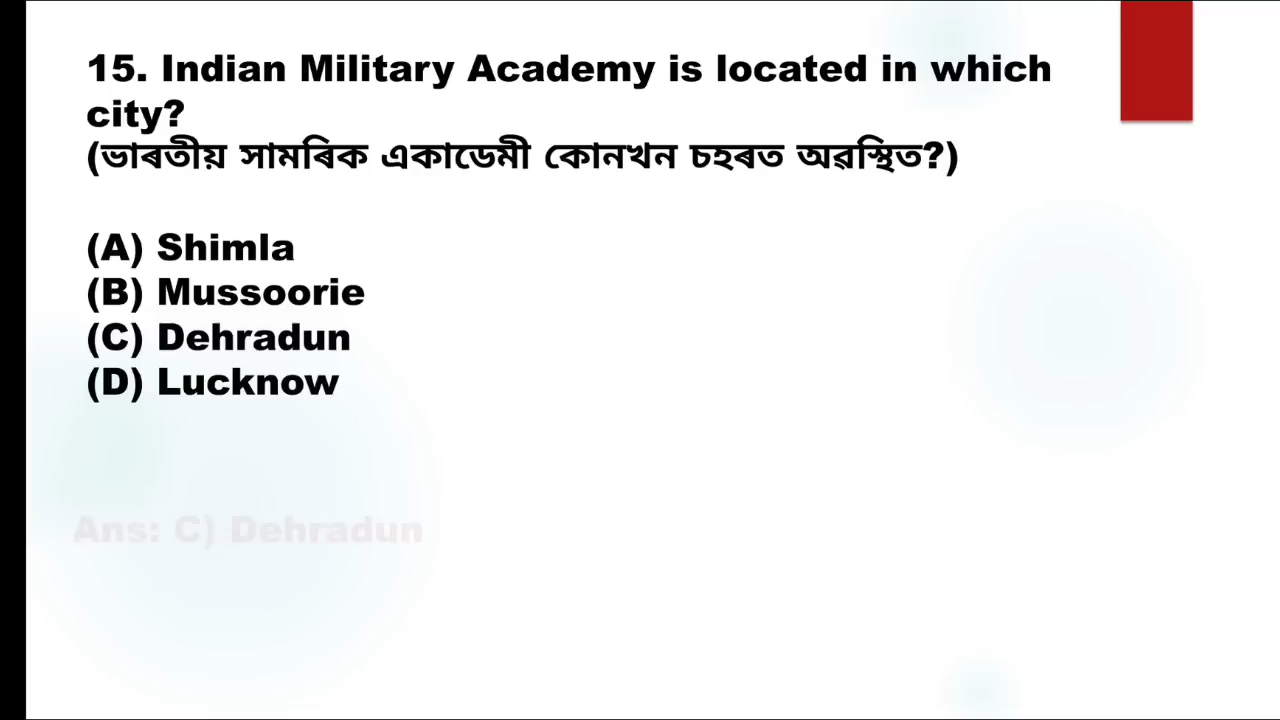 15. Indian Military Academy is located in which
city?
(ভাৰতীয় সামৰিক একাডেমী কোনখন চহৰত অৱস্থিত?)
(A) Shimla
(B) Mussoorie
(C) Dehradun
(D) Lucknow
Ans: C) Dehradun